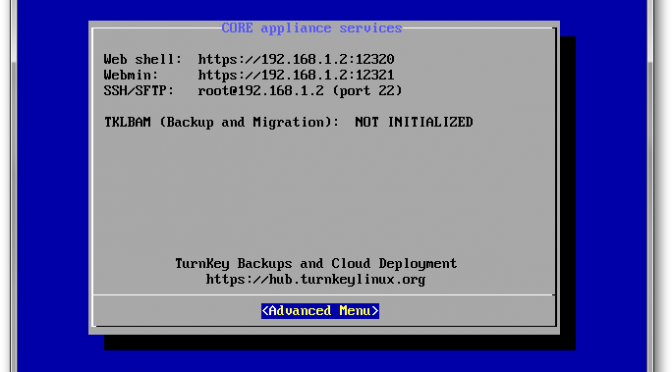 CORE appliance services
Web shell: https://192.168.1.2:12320
Webmin: https://192.168.1.2:12321
SSH/SFTP: root@192.168.1.2 (port 22)
TKLBAM (Backup and Migration): NOT INITIALIZED
TurnKey Backups and Cloud Deployment
https://hub.turnkeylinux.org
<Advanced Menu>